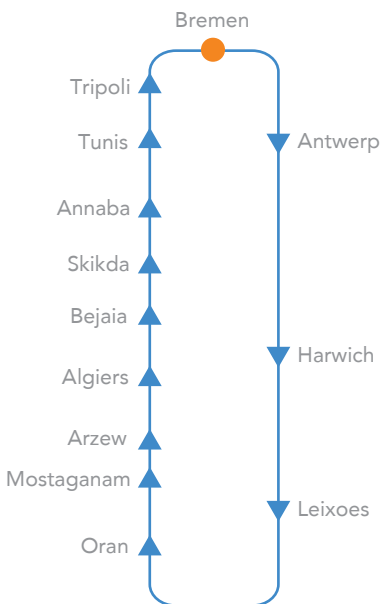 Bremen
Tripoli
Tunis
Antwerp
Annaba
Skikda
Bejaia
Harwich
Algiers
Arzew
Mostaganam
Leixoes
Oran